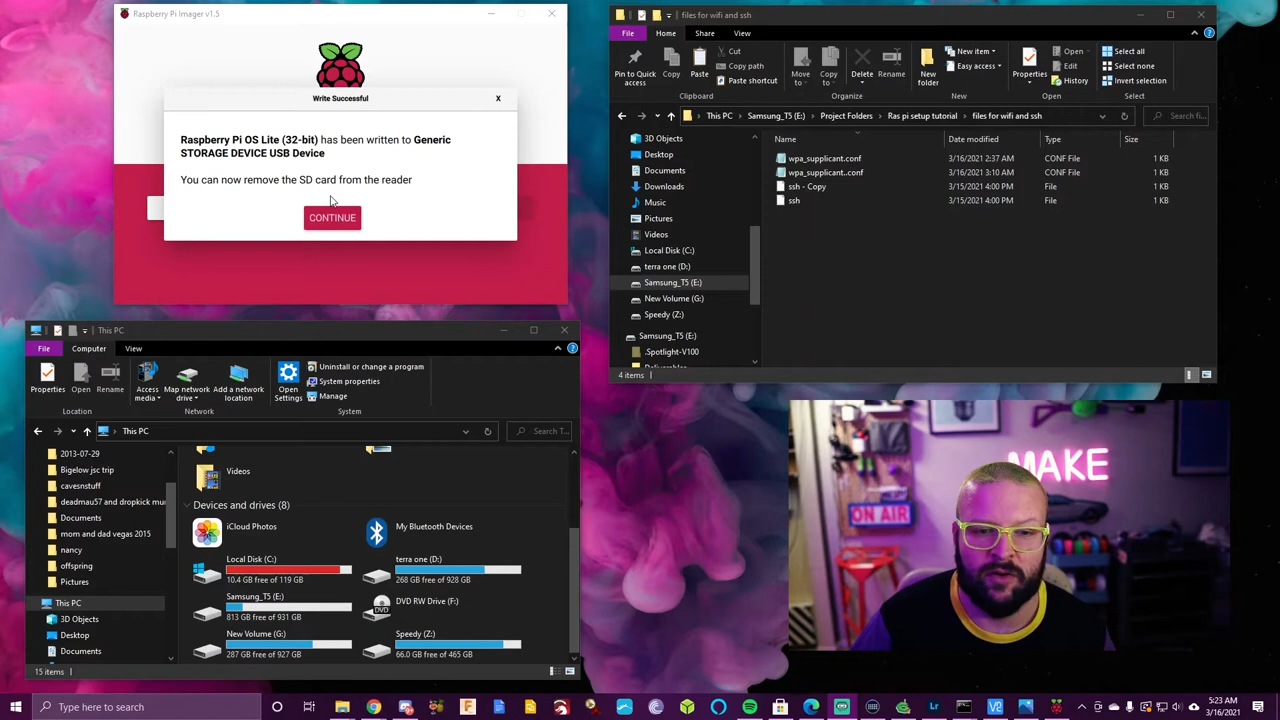 Raspberry Pi Imager v1.5
Write Successful
X
Raspberry Pi OS Lite (32-bit) has been written to Generic
STORAGE DEVICE USB Device
You can now remove the SD card from the reader
CONTINUE
files for wifi and ssh
File
Home
Share
View
Pin to Quick
access
Copy
Paste
Cut
Copy path
Paste shortcut
Move
to
Copy
to
Delete
Rename
New
folder
New item
Easy access
Properties
Open
Edit
History
Select all
Select none
Invert selection
Clipboard
Organize
New
Open
Select
This PC
Samsung_T5 (E:)
Project Folders
Ras pi setup tutorial
files for wifi and ssh
Search
3D Objects
Desktop
Documents
Downloads
Music
Pictures
Videos
Local Disk (C:)
terra one (D:)
Samsung_T5 (E:)
New Volume (G:)
Speedy (Z:)
Samsung_T5 (E:)
.Spotlight-V100
Name
Date modified
Type
Size
wpa_supplicant.conf 3/16/2021 2:37 AM CONF File 1 KB
wpa_supplicant..conf 3/16/2021 3:10 AM CONF File 1 KB
ssh - Copy 3/15/2021 4:00 PM File 1 KB
ssh 3/15/2021 4:00 PM File 1 KB
4 items
This PC
File
Computer
View
Properties
Open
Rename
Access
media
Map network
drive
Add a network
location
Open
Settings
Uninstall or change a program
System properties
Manage
Location
Network
System
This PC
Search T...
2013-07-29
Bigelow jsc trip
cavesnstuff
deadmau57 and dropkick mur
Documents
mom and dad vegas 2015
nancy
offspring
Pictures
This PC
3D Objects
Desktop
Documents
Videos
Devices and drives (8)
iCloud Photos
My Bluetooth Devices
Local Disk (C:)
10.4 GB free of 119 GB
terra one (D:)
268 GB free of 928 GB
Samsung_T5 (E:)
813 GB free of 931 GB
DVD RW Drive (F:)
DVD
New Volume (G:)
287 GB free of 927 GB
Speedy (Z:)
66.0 GB free of 465 GB
15 items
MAKE
ON AIR
Type here to search
5:23 AM
3/16/2021